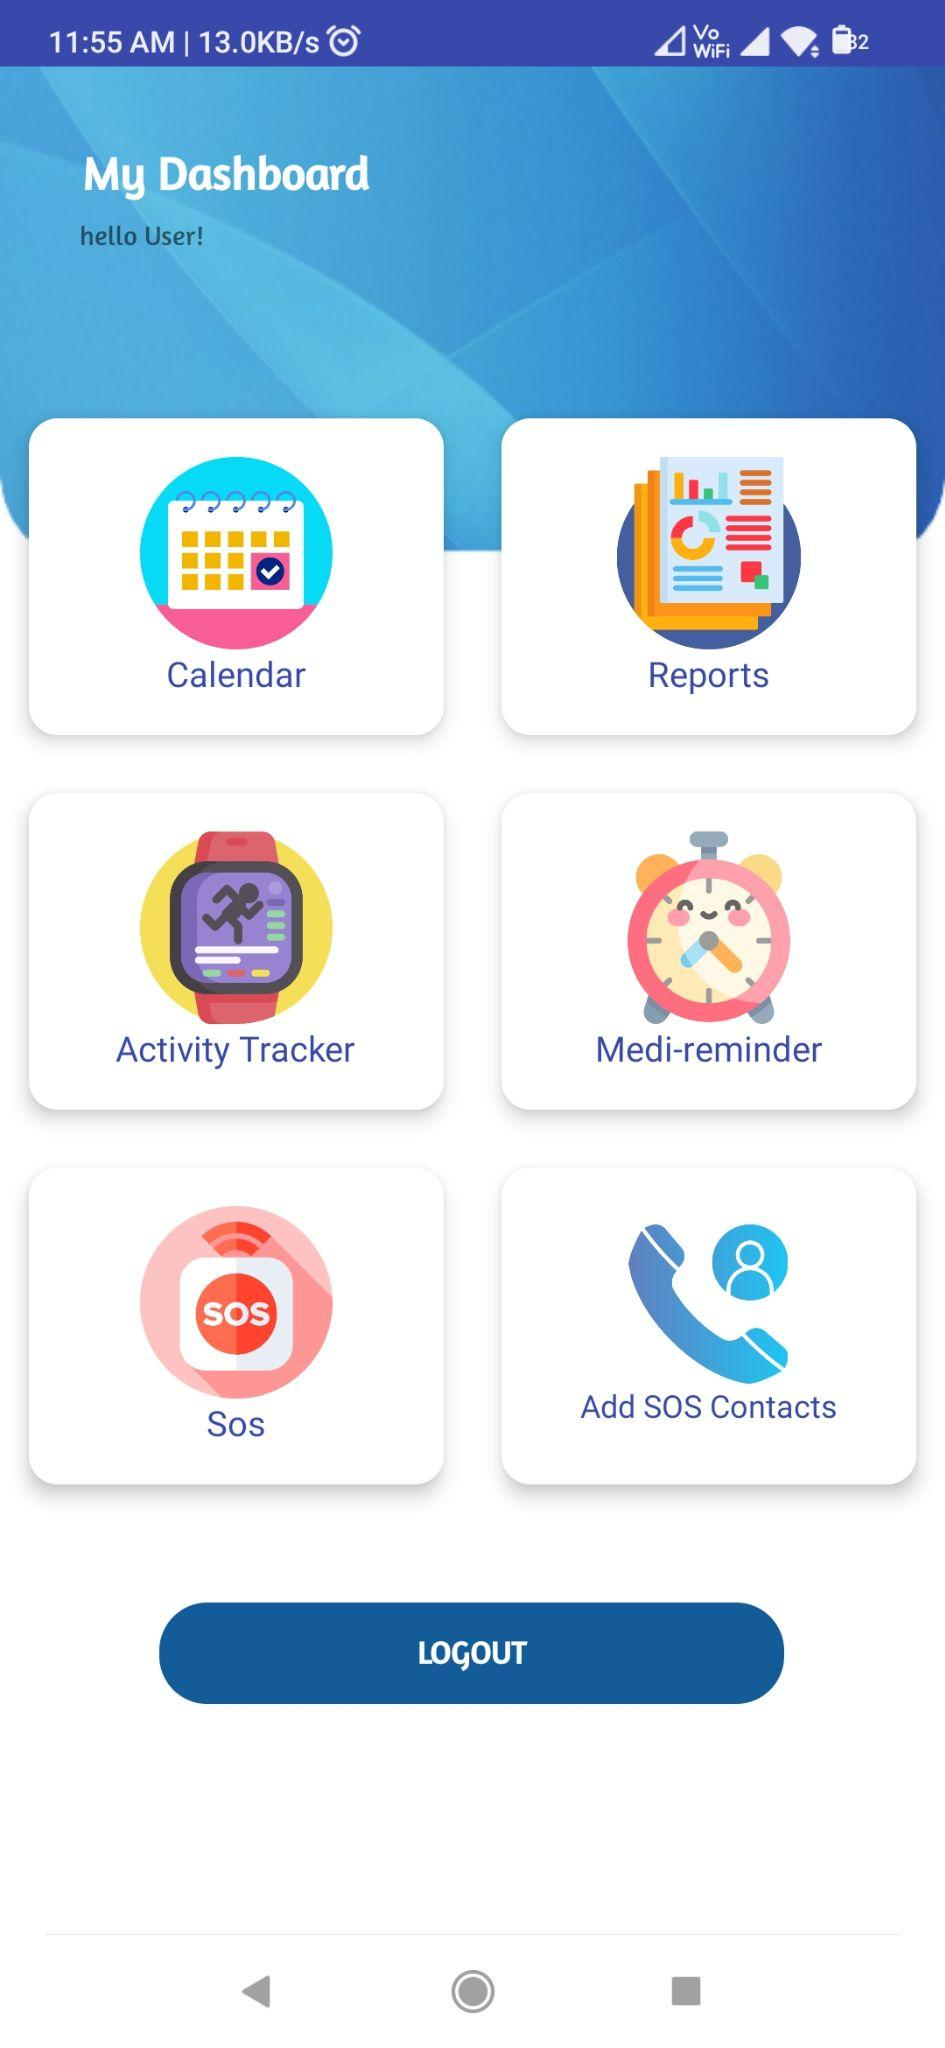 11:55 AM | 13.0KB/s
Vo
WiFi
My Dashboard
hello User!
Calendar
Reports
Activity Tracker
Medi-reminder
SOS
Sos
Add SOS Contacts
LOGOUT